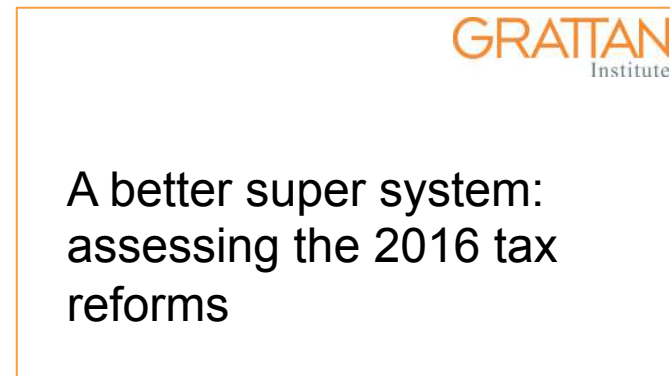 GRATTAN
Institute
A better super system:
assessing the 2016 tax
reforms